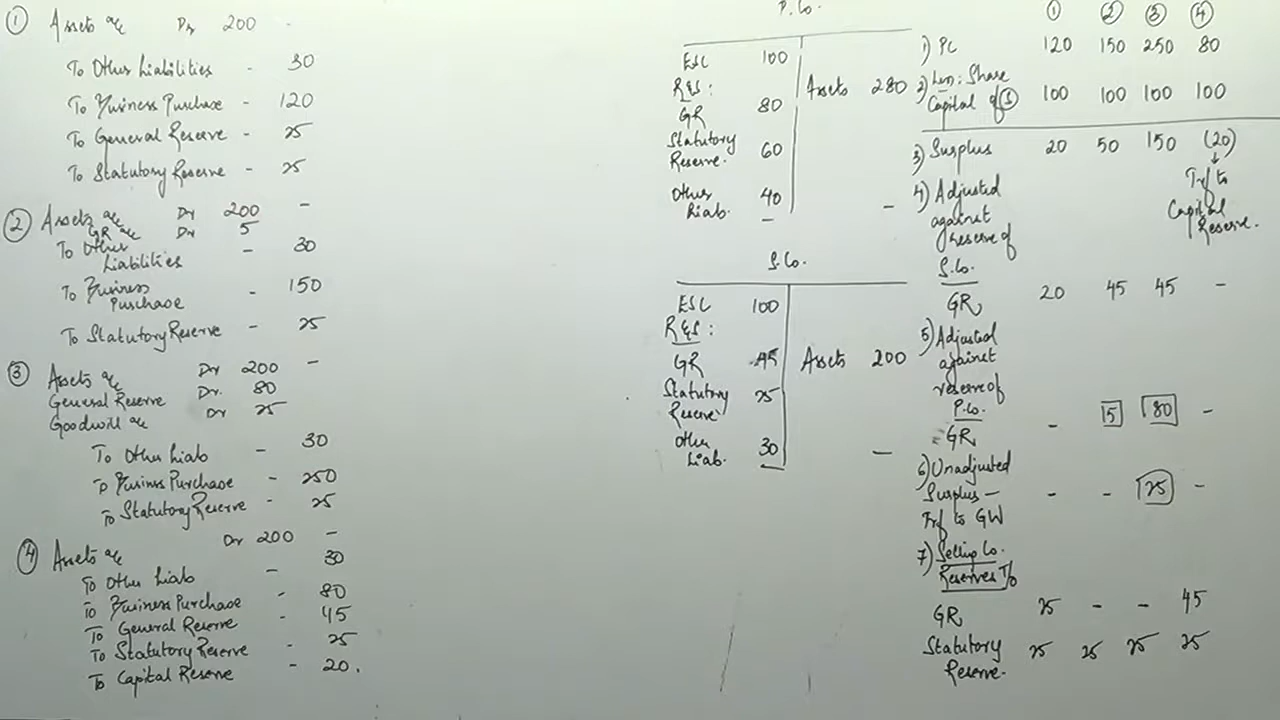 ① Assets a/c Dr 200 -
To Other Liabilities - 30
To Business Purchase - 120
To General Reserve - 25
To Statutory Reserve - 25
② Assets a/c Dr 200 -
GR a/c Dr 5
To Other - 30
Liabilities
To Business - 150
Purchase
To Statutory Reserve - 25
③ Assets a/c Dr 200 -
General Reserve Dr. 80
Goodwill a/c Dr 25
To Other Liab - 30
To Business Purchase - 250
To Statutory Reserve - 25
④ Assets a/c Dr 200 -
To Other Liab - 30
To Business Purchase - 80
To General Reserve - 45
To Statutory Reserve - 25
To Capital Reserve - 20.
P. Co.
ESC 100
R&S:
Assets 280
GR 80
Statutory 60
Reserve.
Other 40
Liab.
- -
S. Co.
ESC 100
R&S:
GR 45 Assets 200
Statutory 25
Reserve
Other 30
Liab.
-
① ② ③ ④
1) PC 120 150 250 80
2) Less: Share
Capital of Ⓢ 100 100 100 100
3) Surplus 20 50 150 (20)
↓
Trf to
Capital
Reserve.
4) Adjusted
against
reserve of
S.Co.
GR 20 45 45 -
5) Adjusted
against
reserve of
P.Co.
GR - 5 80 -
6) Unadjusted
Surplus - - - 25 -
Trf to GW
7) Selling Co.
Reserves T/o
GR 25 - - 45
Statutory 25 25 25 25
Reserve.